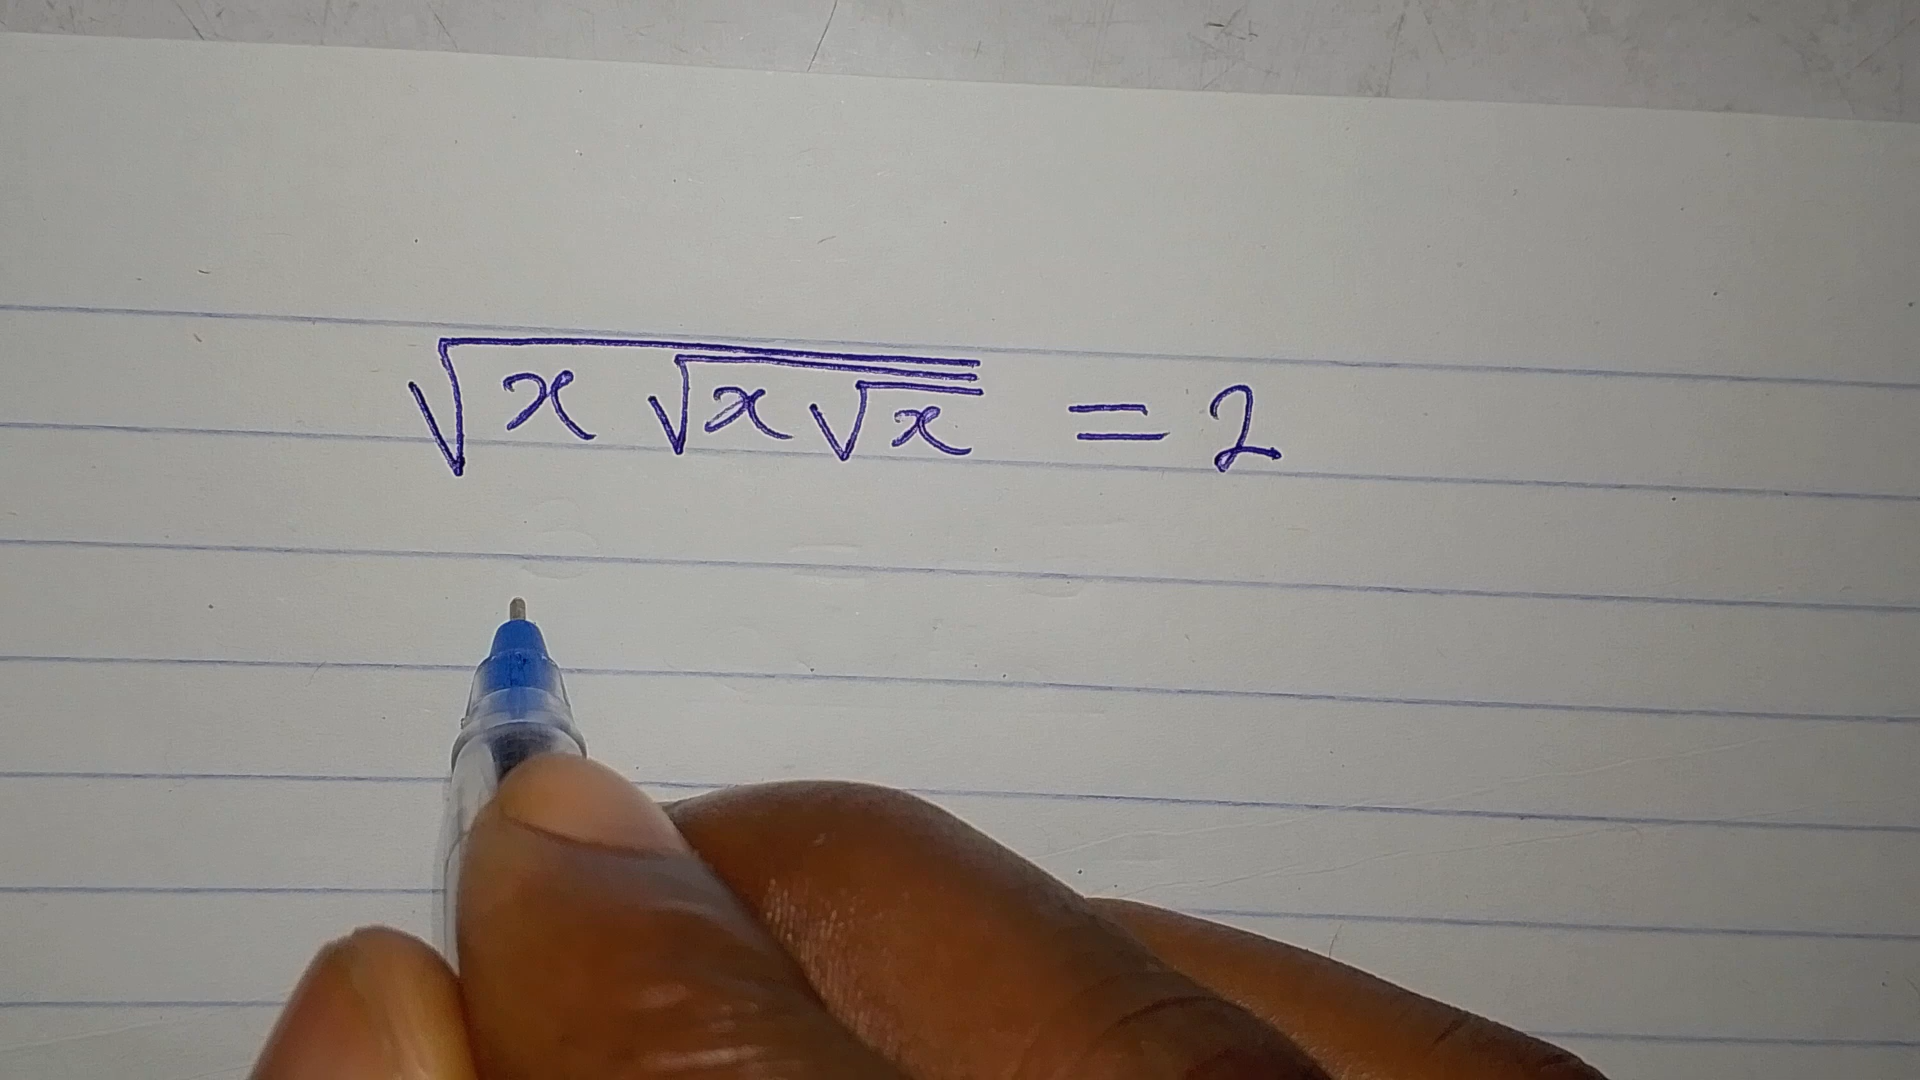 √(x√(x√x)) = 2